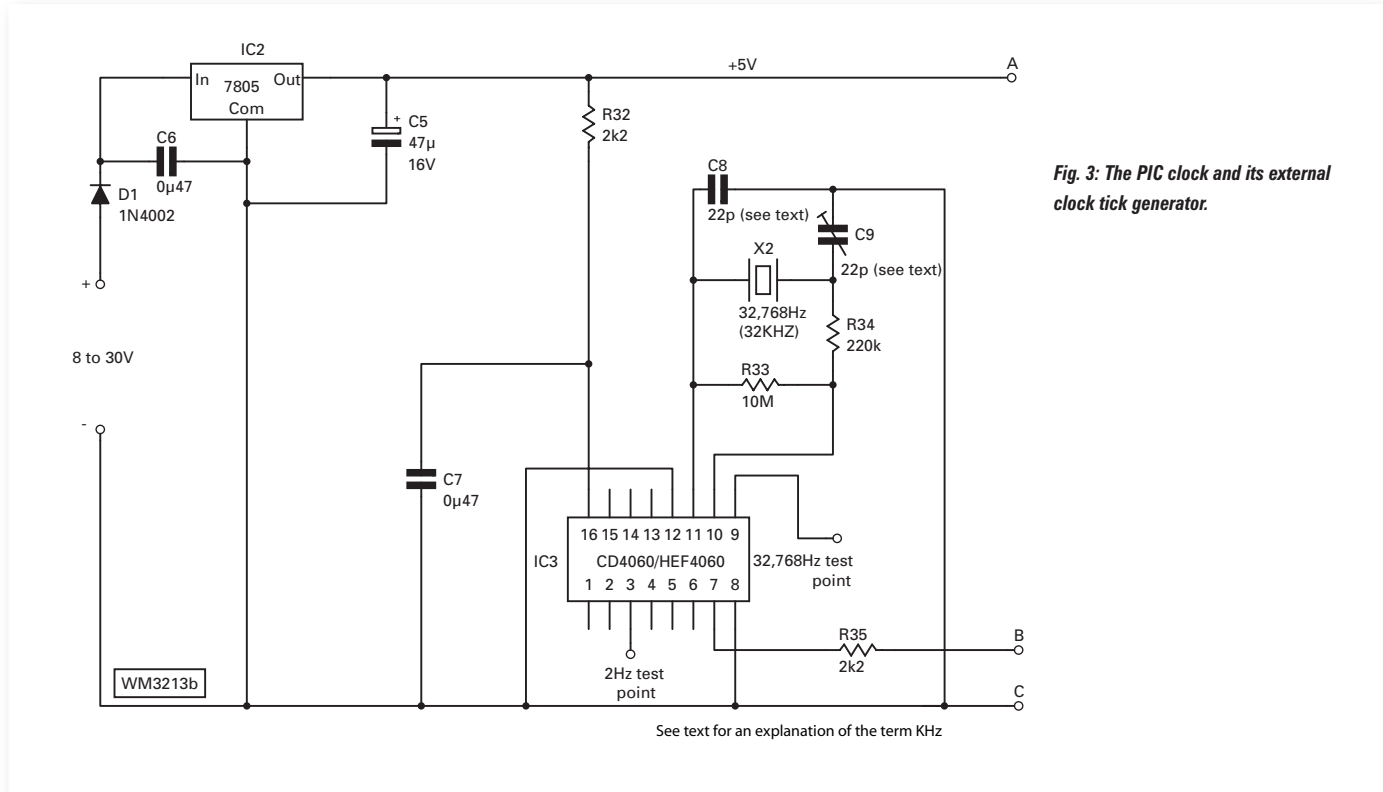 IC2
In
Out
7805
Com
+5V
A
C6
0µ47
+
C5
47µ
16V
R32
2k2
D1
1N4002
C8
22p (see text)
C9
22p (see text)
X2
32,768Hz
(32KHZ)
R34
220k
R33
10M
Fig. 3: The PIC clock and its external
clock tick generator.
+
8 to 30V
-
C7
0µ47
IC3
16 15 14 13 12 11 10 9
CD4060/HEF4060
1 2 3 4 5 6 7 8
32,768Hz test
point
2Hz test
point
R35
2k2
B
C
WM3213b
See text for an explanation of the term KHz